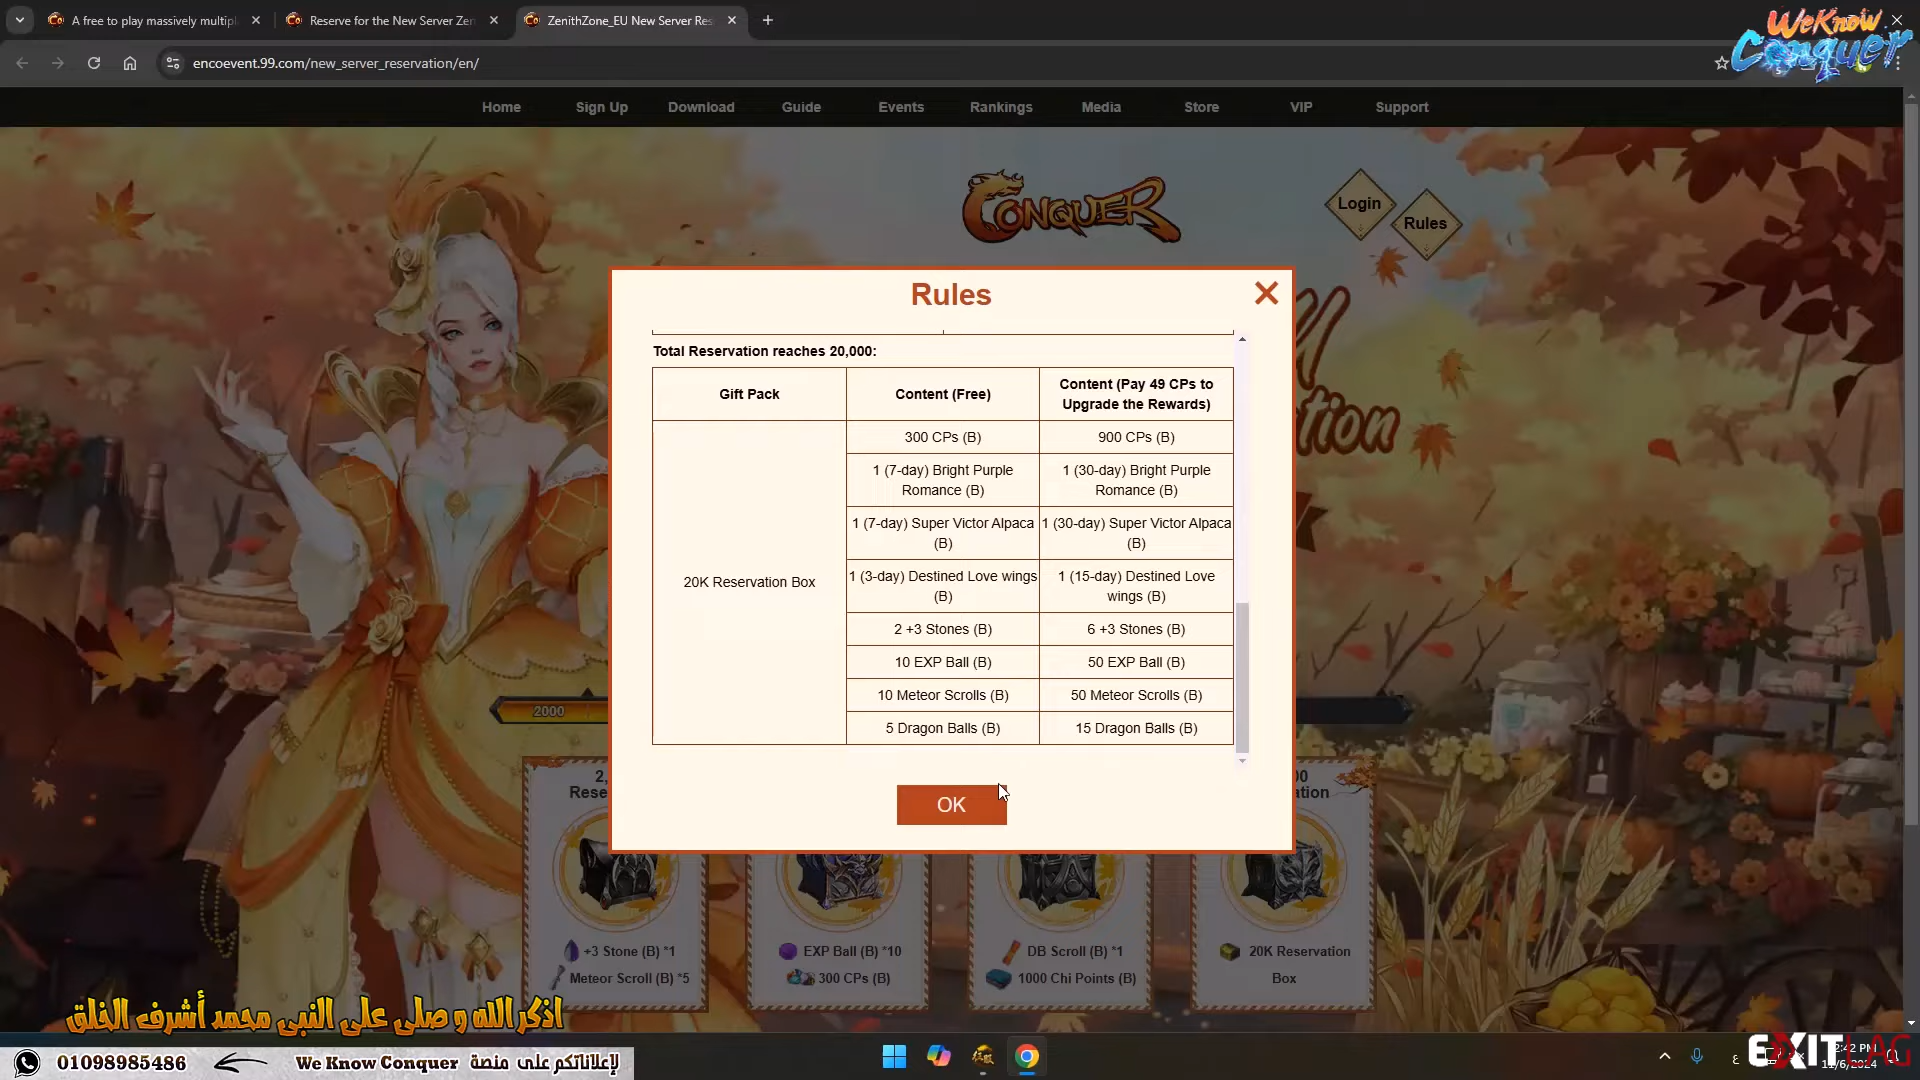 A free to play massively multipl
Reserve for the New Server Zen
ZenithZone_EU New Server Res
encoevent.99.com/new_server_reservation/en/
WeKnow
Conquer
Home
Sign Up
Download
Guide
Events
Rankings
Media
Store
VIP
Support
CONQUER
Login
Rules
Rules
Total Reservation reaches 20,000:
Gift Pack
Content (Free)
Content (Pay 49 CPs to
Upgrade the Rewards)
20K Reservation Box
300 CPs (B)
900 CPs (B)
1 (7-day) Bright Purple
Romance (B)
1 (30-day) Bright Purple
Romance (B)
1 (7-day) Super Victor Alpaca
(B)
1 (30-day) Super Victor Alpaca
(B)
1 (3-day) Destined Love wings
(B)
1 (15-day) Destined Love
wings (B)
2 +3 Stones (B)
6 +3 Stones (B)
10 EXP Ball (B)
50 EXP Ball (B)
10 Meteor Scrolls (B)
50 Meteor Scrolls (B)
5 Dragon Balls (B)
15 Dragon Balls (B)
OK
2000
+3 Stone (B) *1
Meteor Scroll (B) *5
EXP Ball (B) *10
300 CPs (B)
DB Scroll (B) *1
1000 Chi Points (B)
20K Reservation
Box
اذكر الله و صلى على النبى محمد أشرف الخلق
01098985486
We Know Conquer لإعلاناتكم على منصة
EXITLAG